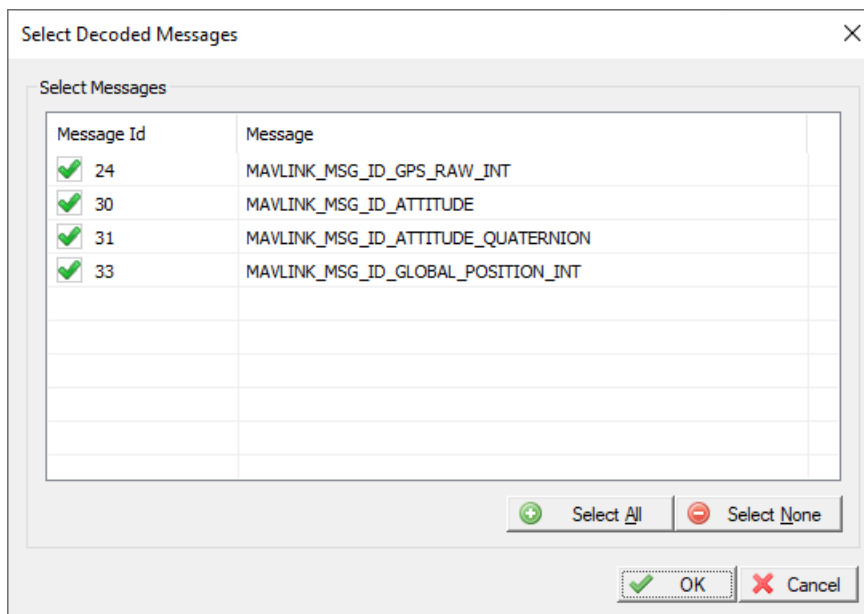 Select Decoded Messages
Select Messages
Message Id Message
24 MAVLINK_MSG_ID_GPS_RAW_INT
30 MAVLINK_MSG_ID_ATTITUDE
31 MAVLINK_MSG_ID_ATTITUDE_QUATERNION
33 MAVLINK_MSG_ID_GLOBAL_POSITION_INT
Select All Select None
OK Cancel